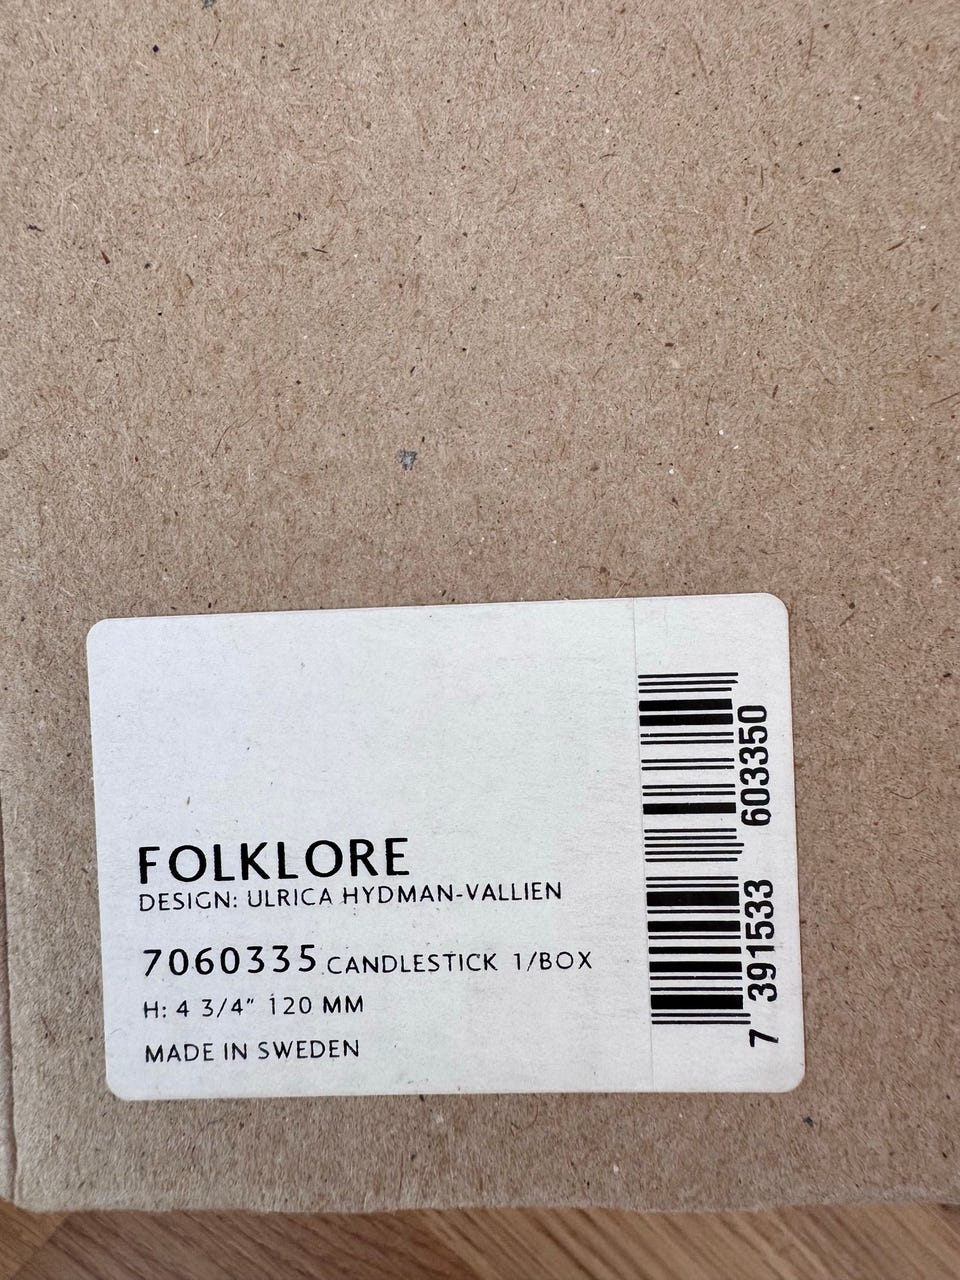 FOLKLORE
DESIGN: ULRICA HYDMAN-VALLIEN
7060335 CANDLESTICK 1/BOX
H: 4 3/4" 120 MM
MADE IN SWEDEN
7 391533 603350